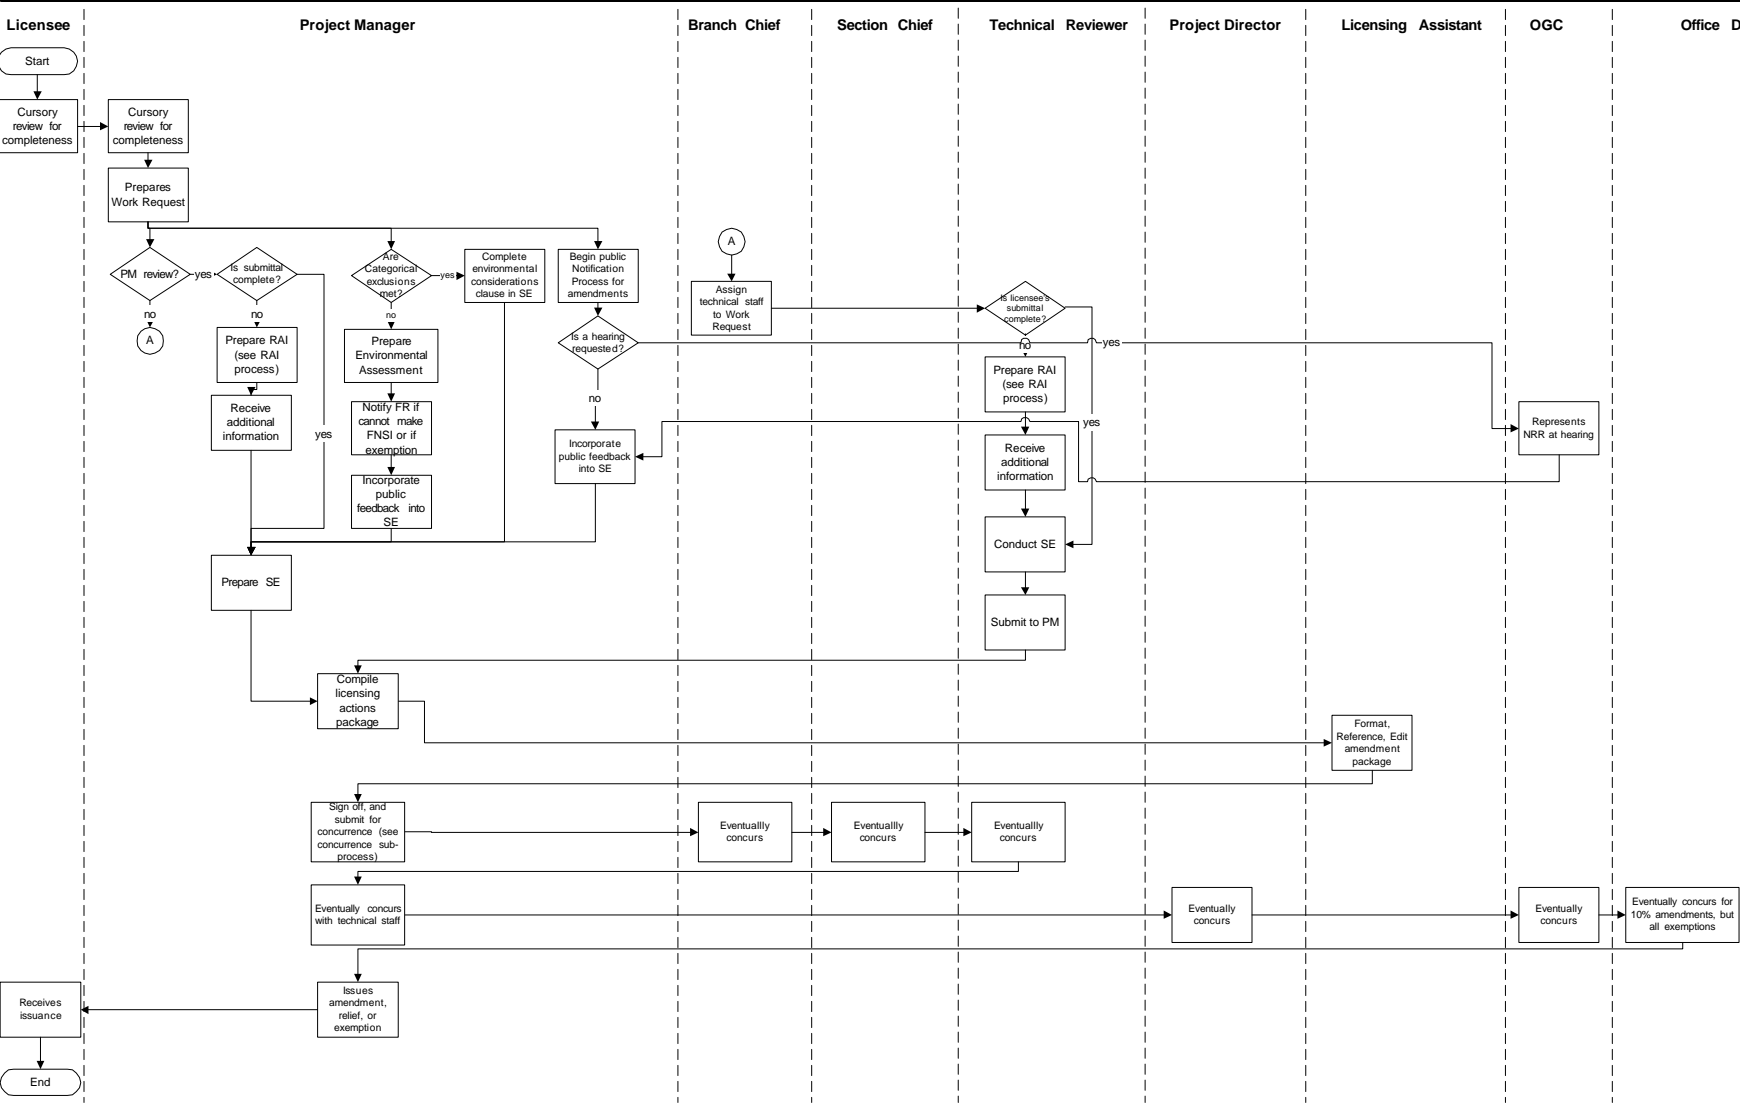 Licensee
Project Manager
Branch Chief
Section Chief
Technical Reviewer
Project Director
Licensing Assistant
OGC
Office D
Start
Cursory
review for
completeness
Cursory
review for
completeness
Prepares
Work Request
PM review?
yes
Is submittal
complete?
Are
Categorical
exclusions
met?
yes
Complete
environmental
considerations
clause in SE
Begin public
Notification
Process for
amendments
A
Assign
technical staff
to Work
Request
Is licensee's
submittal
complete?
no
A
no
Prepare RAI
(see RAI
process)
Receive
additional
information
yes
no
Prepare
Environmental
Assessment
Notify FR if
cannot make
FNSI or if
exemption
Incorporate
public
feedback into
SE
Is a hearing
requested?
yes
no
Incorporate
public feedback
into SE
no
Prepare RAI
(see RAI
process)
yes
Receive
additional
information
Represents
NRR at hearing
Conduct SE
Prepare SE
Submit to PM
Compile
licensing
actions
package
Format,
Reference, Edit
amendment
package
Sign off, and
submit for
concurrence (see
concurrence sub-
process)
Eventuallly
concurs
Eventuallly
concurs
Eventuallly
concurs
Eventually concurs
with technical staff
Eventually
concurs
Eventually
concurs
Eventually concurs for
10% amendments, but
all exemptions
Issues
amendment,
relief, or
exemption
Receives
issuance
End